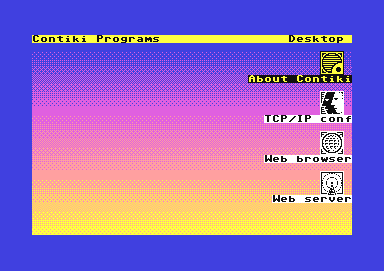 Contiki Programs Desktop
About Contiki
TCP/IP conf
Web browser
Web server